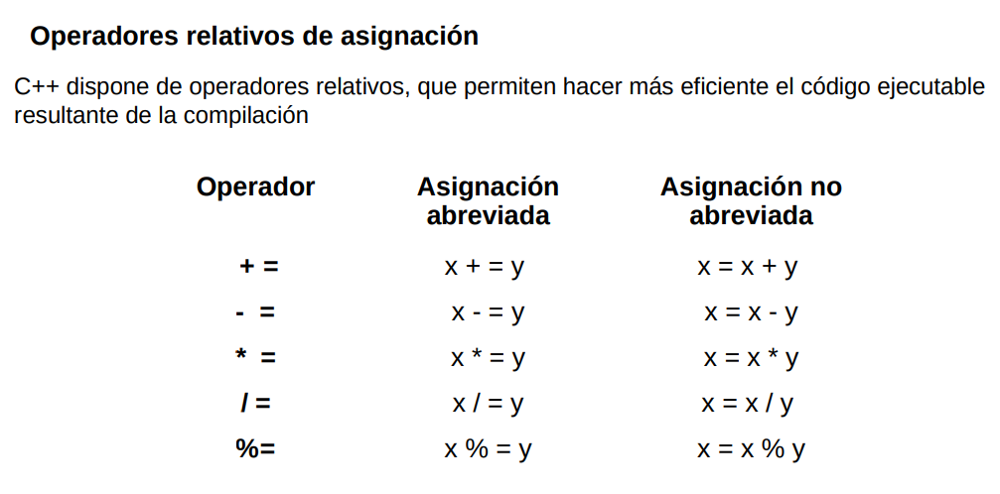 Operadores relativos de asignación
C++ dispone de operadores relativos, que permiten hacer más eficiente el código ejecutable
resultante de la compilación
Operador Asignación abreviada Asignación no abreviada
+ = x + = y x = x + y
- = x - = y x = x - y
* = x * = y x = x * y
/ = x / = y x = x / y
%= x % = y x = x % y